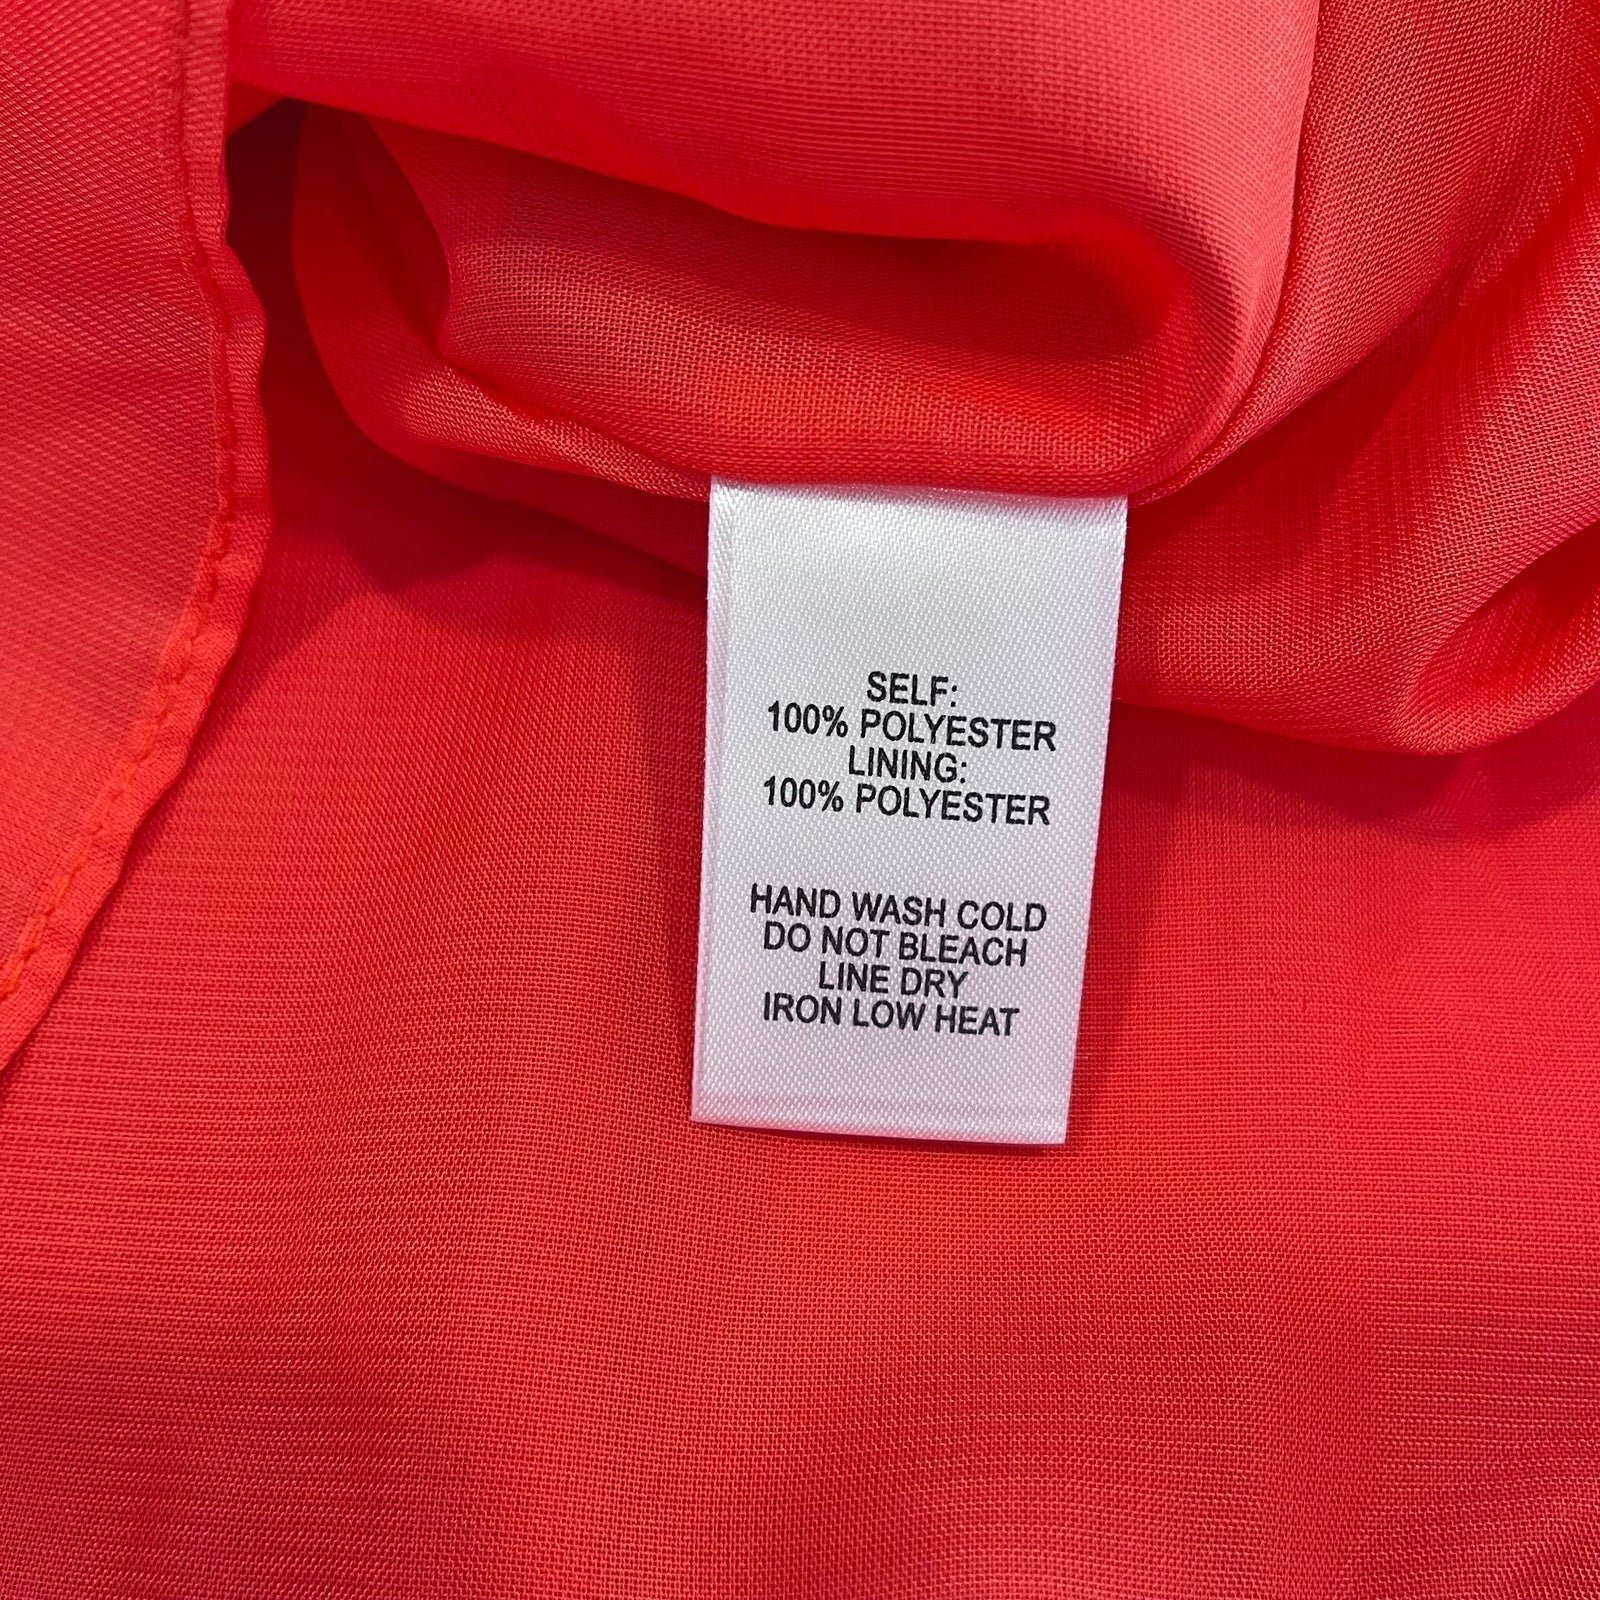 SELF:
100% POLYESTER
LINING:
100% POLYESTER
HAND WASH COLD
DO NOT BLEACH
LINE DRY
IRON LOW HEAT